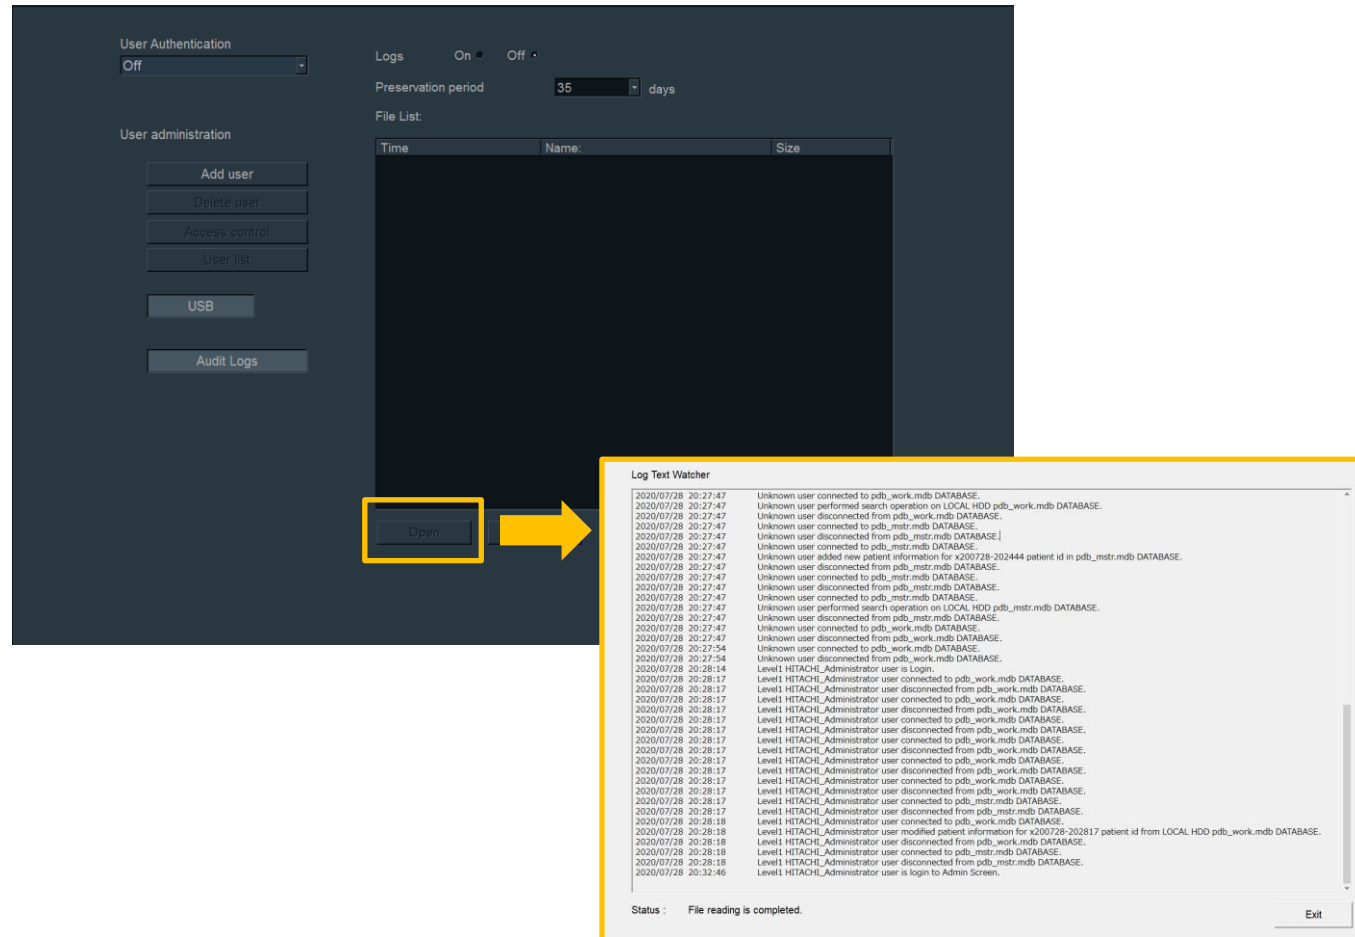 User Authentication
Off
Logs On Off
Preservation period 35 days
File List:
User administration
Time Name: Size
Add user
Delete user
Access control
User list
USB
Audit Logs
Open
Log Text Watcher
2020/07/28 20:27:47 Unknown user connected to pdb_work.mdb DATABASE.
2020/07/28 20:27:47 Unknown user performed search operation on LOCAL HDD pdb_work.mdb DATABASE.
2020/07/28 20:27:47 Unknown user disconnected from pdb_work.mdb DATABASE.
2020/07/28 20:27:47 Unknown user connected to pdb_mstr.mdb DATABASE.
2020/07/28 20:27:47 Unknown user disconnected from pdb_mstr.mdb DATABASE.
2020/07/28 20:27:47 Unknown user connected to pdb_mstr.mdb DATABASE.
2020/07/28 20:27:47 Unknown user added new patient information for x200728-202444 patient id in pdb_mstr.mdb DATABASE.
2020/07/28 20:27:47 Unknown user disconnected from pdb_mstr.mdb DATABASE.
2020/07/28 20:27:47 Unknown user connected to pdb_mstr.mdb DATABASE.
2020/07/28 20:27:47 Unknown user disconnected from pdb_mstr.mdb DATABASE.
2020/07/28 20:27:47 Unknown user connected to pdb_mstr.mdb DATABASE.
2020/07/28 20:27:47 Unknown user performed search operation on LOCAL HDD pdb_mstr.mdb DATABASE.
2020/07/28 20:27:47 Unknown user disconnected from pdb_mstr.mdb DATABASE.
2020/07/28 20:27:47 Unknown user connected to pdb_work.mdb DATABASE.
2020/07/28 20:27:47 Unknown user disconnected from pdb_work.mdb DATABASE.
2020/07/28 20:27:54 Unknown user connected to pdb_work.mdb DATABASE.
2020/07/28 20:27:54 Unknown user disconnected from pdb_work.mdb DATABASE.
2020/07/28 20:28:14 Level1 HITACHI_Administrator user is Login.
2020/07/28 20:28:17 Level1 HITACHI_Administrator user connected to pdb_work.mdb DATABASE.
2020/07/28 20:28:17 Level1 HITACHI_Administrator user disconnected from pdb_work.mdb DATABASE.
2020/07/28 20:28:17 Level1 HITACHI_Administrator user connected to pdb_work.mdb DATABASE.
2020/07/28 20:28:17 Level1 HITACHI_Administrator user disconnected from pdb_work.mdb DATABASE.
2020/07/28 20:28:17 Level1 HITACHI_Administrator user connected to pdb_work.mdb DATABASE.
2020/07/28 20:28:17 Level1 HITACHI_Administrator user disconnected from pdb_work.mdb DATABASE.
2020/07/28 20:28:17 Level1 HITACHI_Administrator user connected to pdb_work.mdb DATABASE.
2020/07/28 20:28:17 Level1 HITACHI_Administrator user disconnected from pdb_work.mdb DATABASE.
2020/07/28 20:28:17 Level1 HITACHI_Administrator user connected to pdb_work.mdb DATABASE.
2020/07/28 20:28:17 Level1 HITACHI_Administrator user disconnected from pdb_work.mdb DATABASE.
2020/07/28 20:28:17 Level1 HITACHI_Administrator user connected to pdb_work.mdb DATABASE.
2020/07/28 20:28:17 Level1 HITACHI_Administrator user disconnected from pdb_work.mdb DATABASE.
2020/07/28 20:28:17 Level1 HITACHI_Administrator user connected to pdb_mstr.mdb DATABASE.
2020/07/28 20:28:17 Level1 HITACHI_Administrator user disconnected from pdb_mstr.mdb DATABASE.
2020/07/28 20:28:18 Level1 HITACHI_Administrator user connected to pdb_work.mdb DATABASE.
2020/07/28 20:28:18 Level1 HITACHI_Administrator user modified patient information for x200728-202817 patient id from LOCAL HDD pdb_work.mdb DATABASE.
2020/07/28 20:28:18 Level1 HITACHI_Administrator user disconnected from pdb_work.mdb DATABASE.
2020/07/28 20:28:18 Level1 HITACHI_Administrator user connected to pdb_mstr.mdb DATABASE.
2020/07/28 20:28:18 Level1 HITACHI_Administrator user disconnected from pdb_mstr.mdb DATABASE.
2020/07/28 20:32:46 Level1 HITACHI_Administrator user is login to Admin Screen.
Status : File reading is completed.
Exit